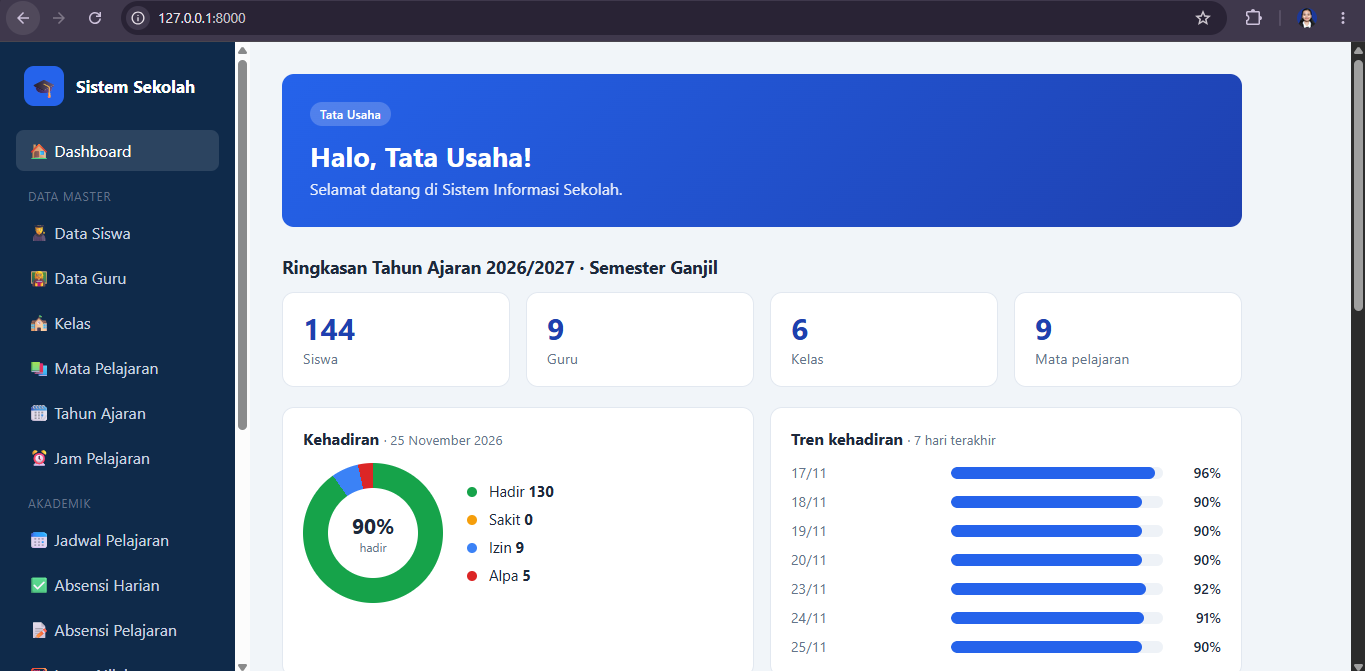 127.0.0.1:8000
Sistem Sekolah
Dashboard
DATA MASTER
Data Siswa
Data Guru
Kelas
Mata Pelajaran
Tahun Ajaran
Jam Pelajaran
AKADEMIK
Jadwal Pelajaran
Absensi Harian
Absensi Pelajaran
Tata Usaha
Halo, Tata Usaha!
Selamat datang di Sistem Informasi Sekolah.
Ringkasan Tahun Ajaran 2026/2027 · Semester Ganjil
144
Siswa
9
Guru
6
Kelas
9
Mata pelajaran
Kehadiran · 25 November 2026
90%
hadir
Hadir 130
Sakit 0
Izin 9
Alpa 5
Tren kehadiran · 7 hari terakhir
17/11 96%
18/11 90%
19/11 90%
20/11 90%
23/11 92%
24/11 91%
25/11 90%